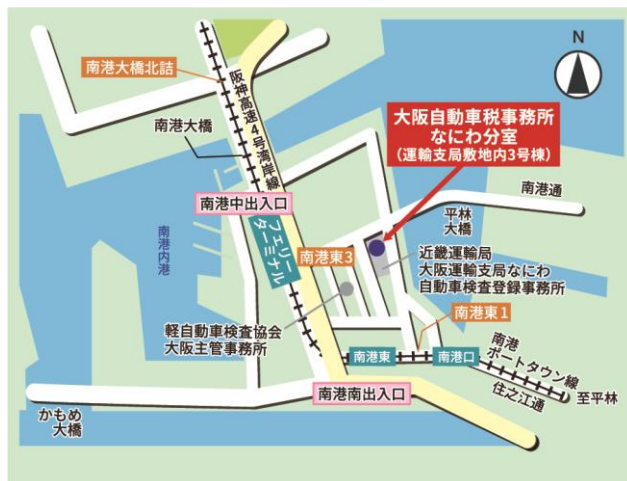 N
南港大橋北詰
阪神高速4号湾岸線
大阪自動車税事務所
なにわ分室
(運輸支局敷地内3号棟)
南港大橋
南港中出入口
南港通
平林
大橋
南港内港
フェリー
ターミナル
南港東3
近畿運輸局
大阪運輸支局なにわ
自動車検査登録事務所
軽自動車検査協会
大阪主管事務所
南港東1
南港東
南港口
南港
ポートタウン線
住之江通
至平林
南港南出入口
かもめ
大橋